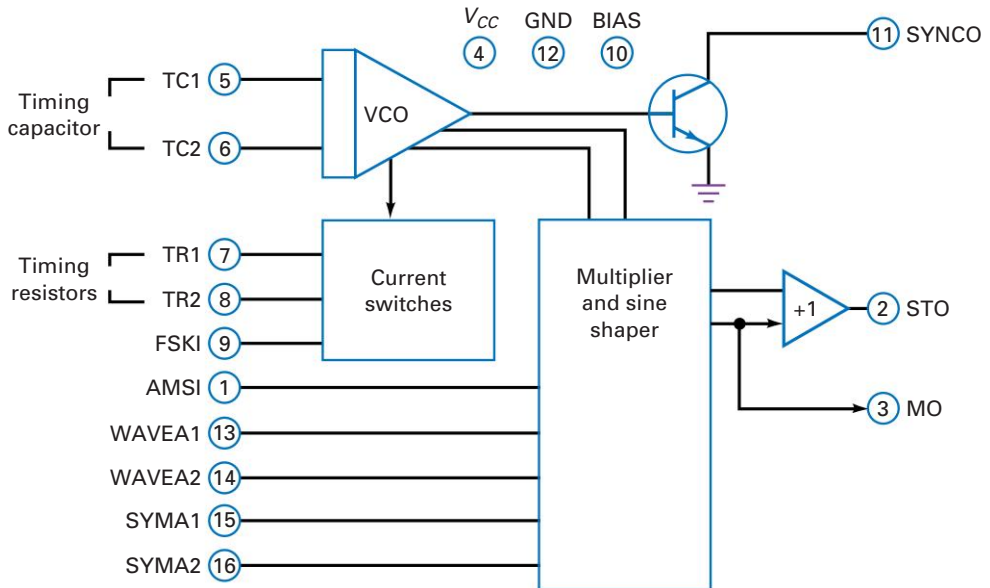 V_CC GND BIAS
4 12 10
11 SYNCO
Timing
capacitor
TC1 5
TC2 6
VCO
Timing
resistors
TR1 7
TR2 8
FSKI 9
Current
switches
Multiplier
and sine
shaper
+1
2 STO
3 MO
AMSI 1
WAVEA1 13
WAVEA2 14
SYMA1 15
SYMA2 16